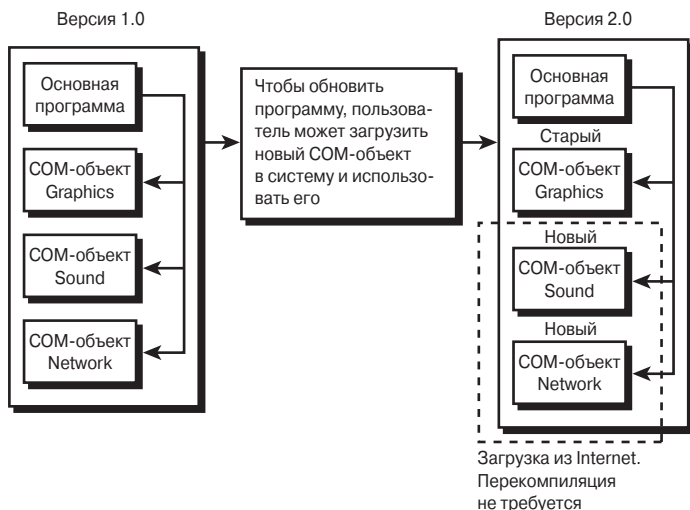 Версия 1.0
Основная
программа
COM-объект
Graphics
COM-объект
Sound
COM-объект
Network
Чтобы обновить
программу, пользова-
тель может загрузить
новый COM-объект
в систему и использо-
вать его
Версия 2.0
Основная
программа
Старый
COM-объект
Graphics
Новый
COM-объект
Sound
Новый
COM-объект
Network
Загрузка из Internet.
Перекомпиляция
не требуется